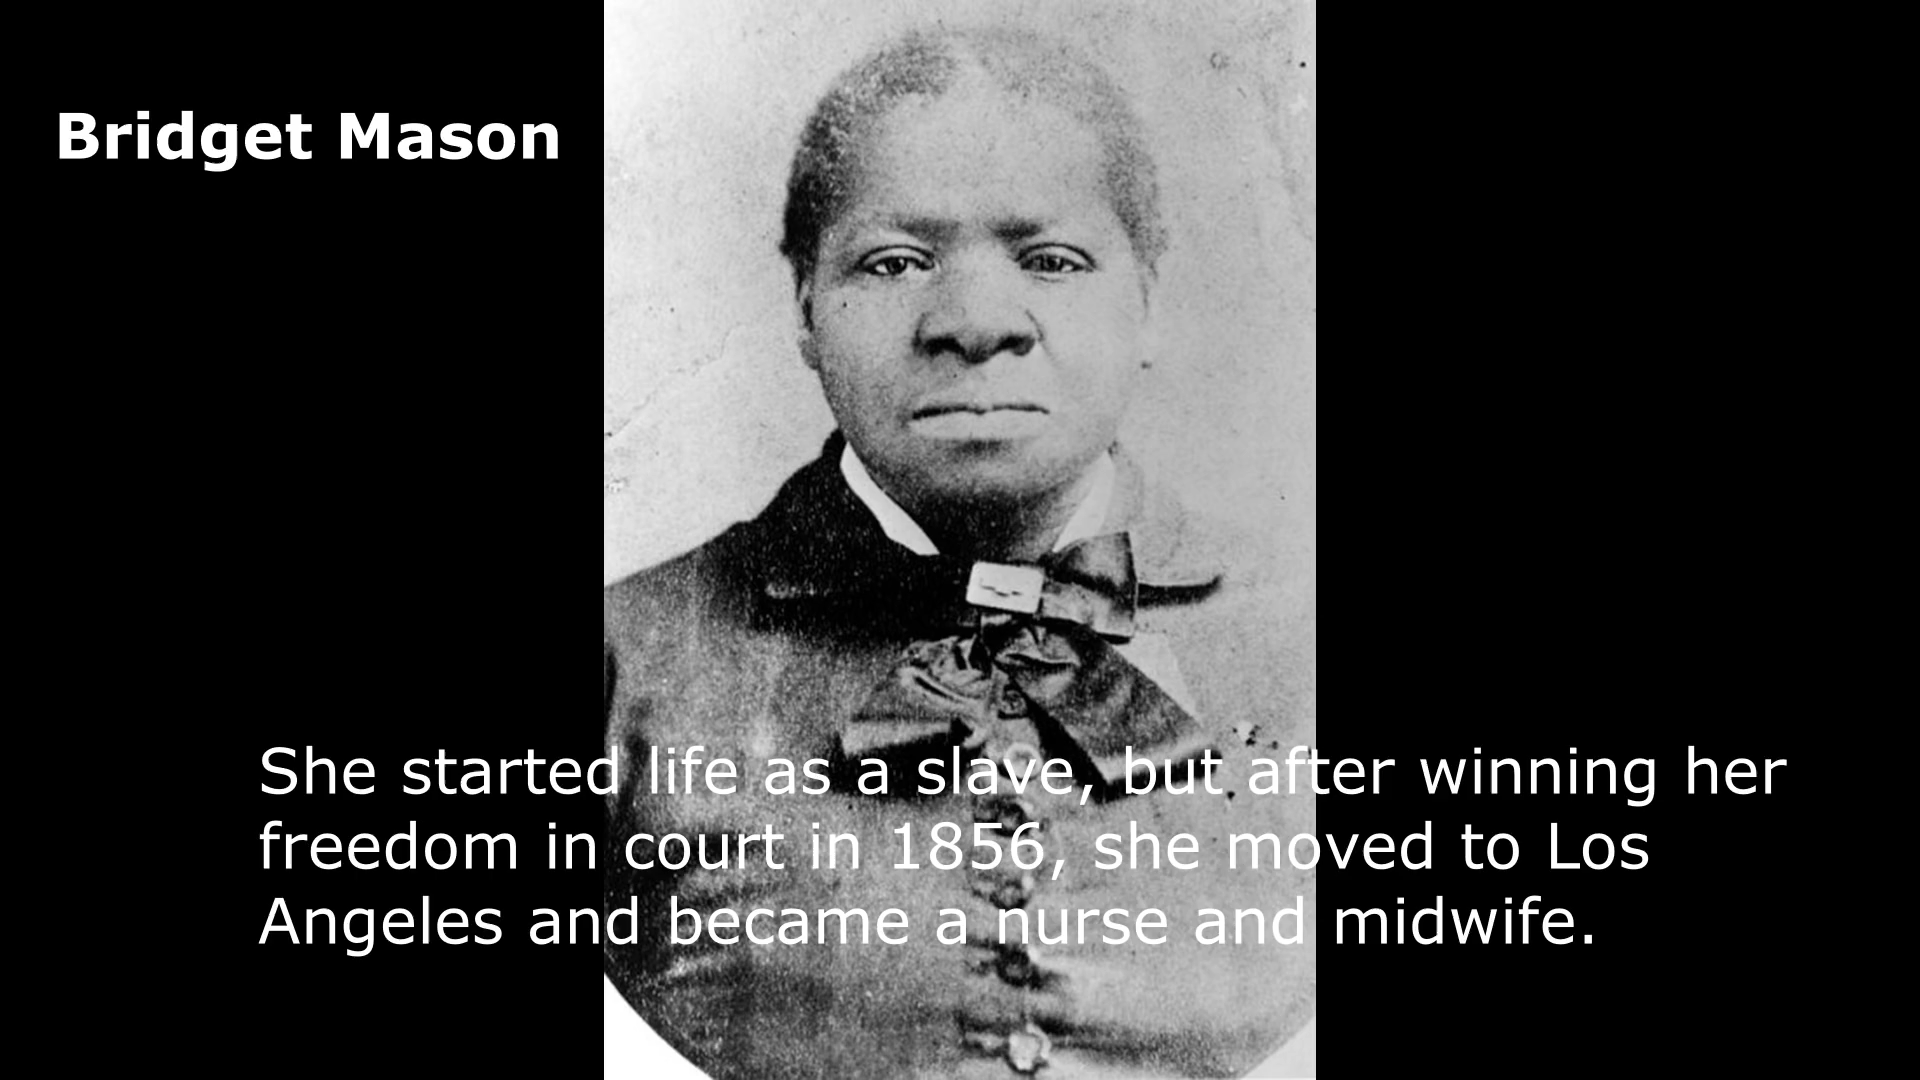 Bridget Mason
She started life as a slave, but after winning her
freedom in court in 1856, she moved to Los
Angeles and became a nurse and midwife.